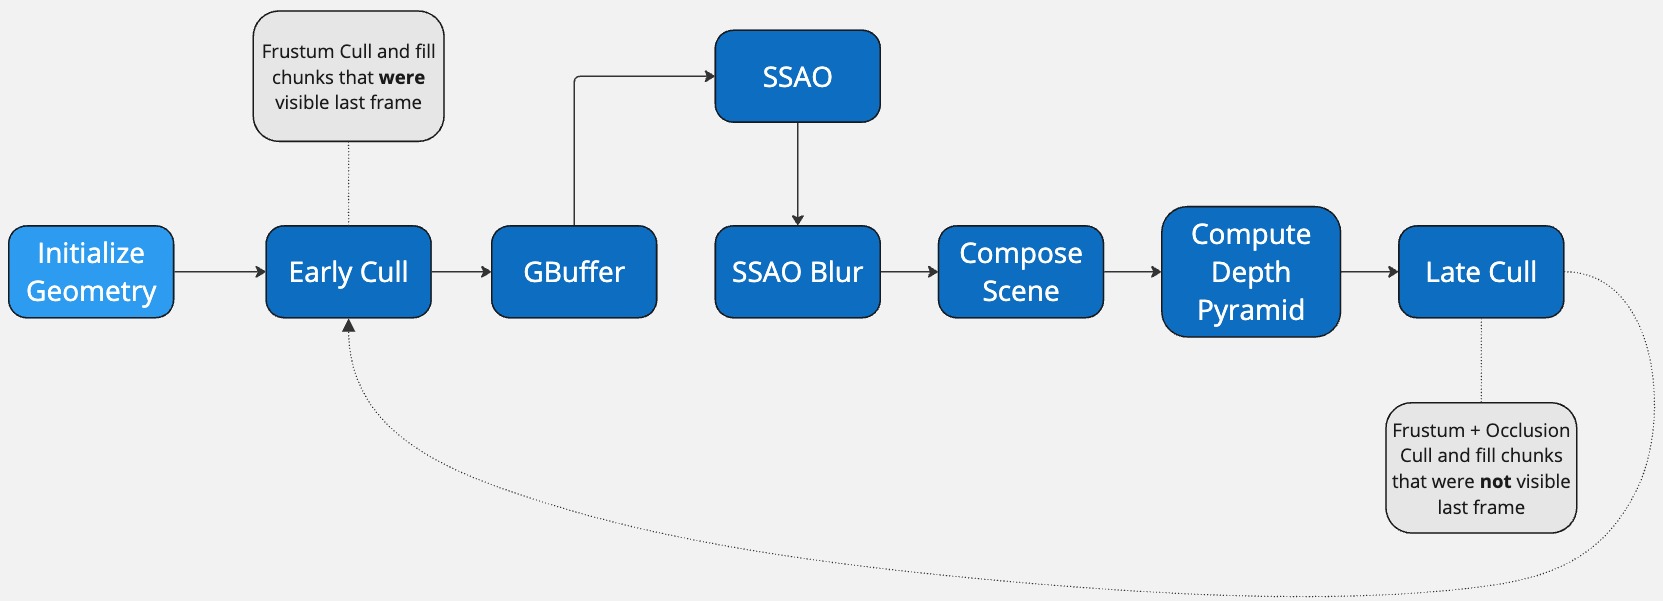 Frustum Cull and fill
chunks that were
visible last frame
SSAO
Initialize
Geometry
Early Cull
GBuffer
SSAO Blur
Compose
Scene
Compute
Depth
Pyramid
Late Cull
Frustum + Occlusion
Cull and fill chunks
that were not visible
last frame